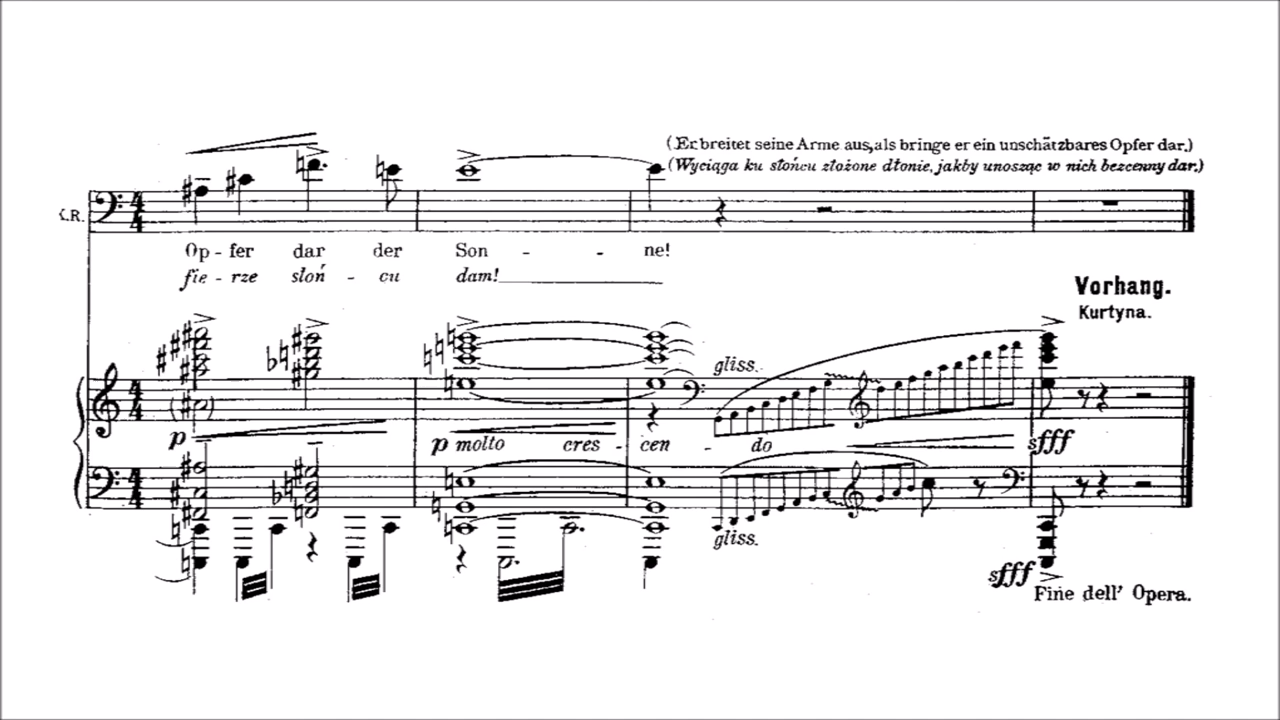 (Er breitet seine Arme aus, als bringe er ein unschätzbares Opfer dar.)
(Wyciąga ku słońcu złożone dłonie, jakby unosząc w nich bezcenny dar.)
K.R.
Op - fer dar der Son - - ne!
fie - rze słoń - cu dam!
Vorhang.
Kurtyna.
gliss.
p
p molto cres - cen - do
sfff
gliss.
sfff
Fine dell' Opera.